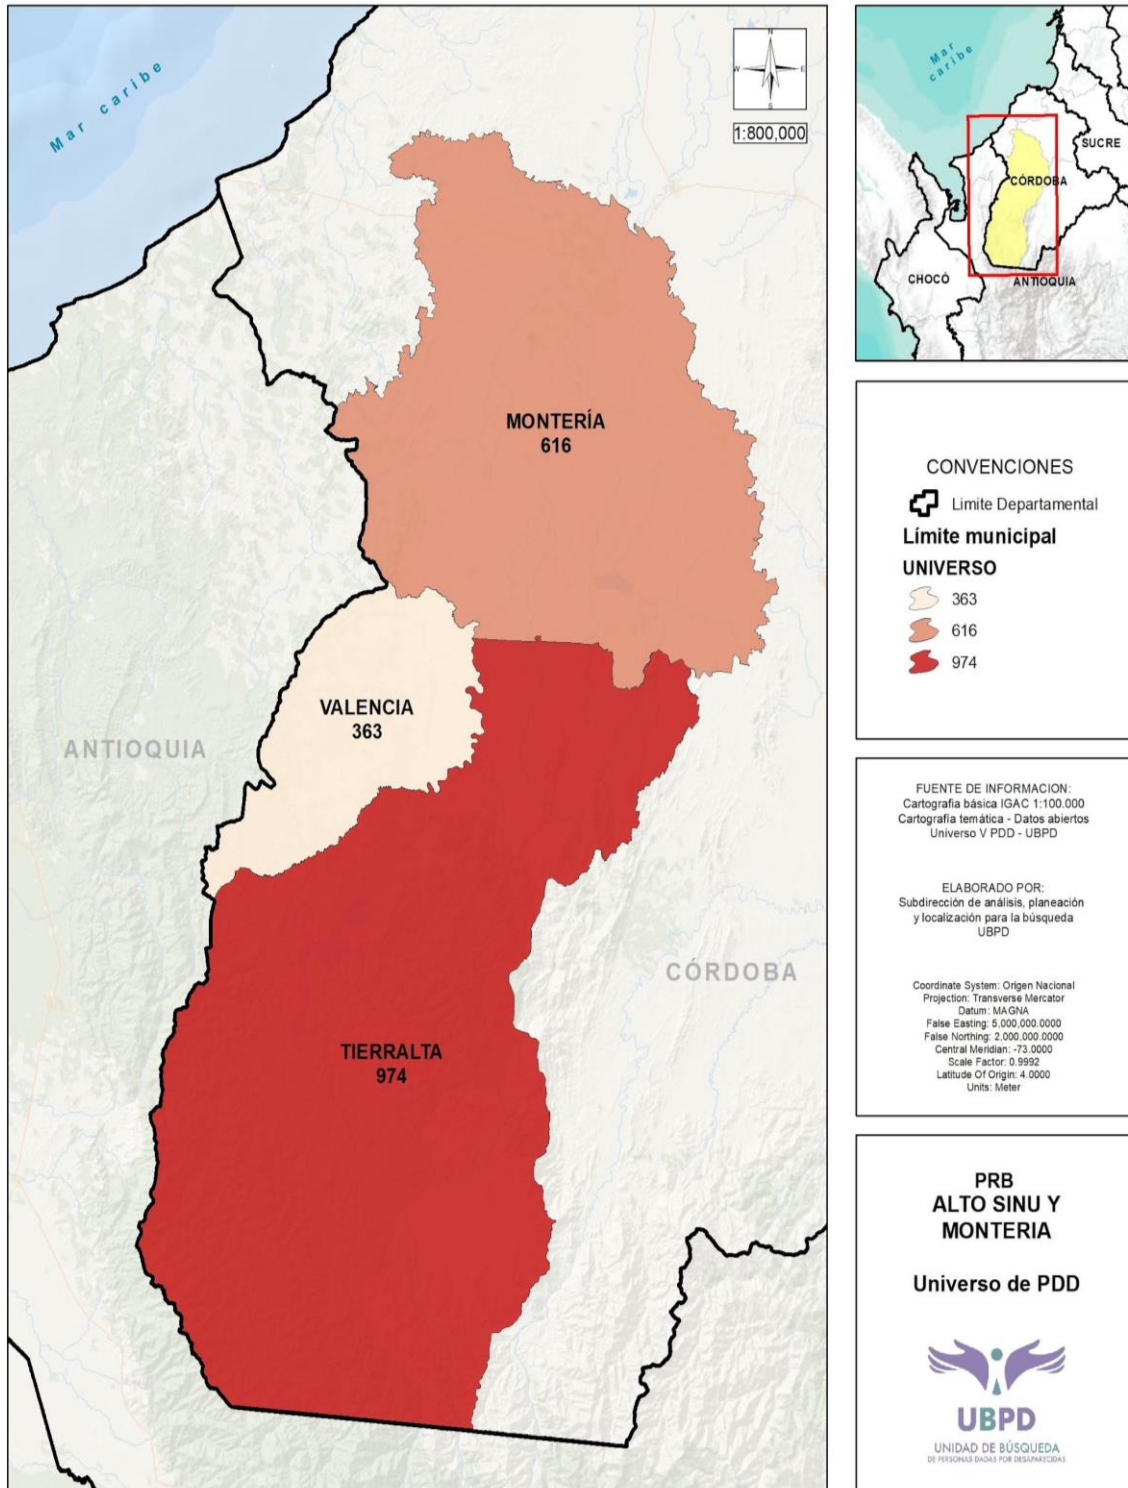 Mar caribe
N
W
E
S
1:800,000
MONTERÍA
616
VALENCIA
363
ANTIOQUIA
CÓRDOBA
TIERRALTA
974
Mar
caribe
SUCRE
CÓRDOBA
CHOCÓ
ANTIOQUIA
CONVENCIONES
Limite Departamental
Límite municipal
UNIVERSO
363
616
974
FUENTE DE INFORMACION:
Cartografía básica IGAC 1:100.000
Cartografía temática - Datos abiertos
Universo V PDD - UBPD
ELABORADO POR:
Subdirección de análisis, planeación
y localización para la búsqueda
UBPD
Coordinate System: Origen Nacional
Projection: Transverse Mercator
Datum: MAGNA
False Easting: 5,000,000.0000
False Northing: 2,000,000.0000
Central Meridian: -73.0000
Scale Factor: 0.9992
Latitude Of Origin: 4.0000
Units: Meter
PRB
ALTO SINU Y
MONTERIA
Universo de PDD
UBPD
UNIDAD DE BÚSQUEDA
DE PERSONAS DADAS POR DESAPARECIDAS